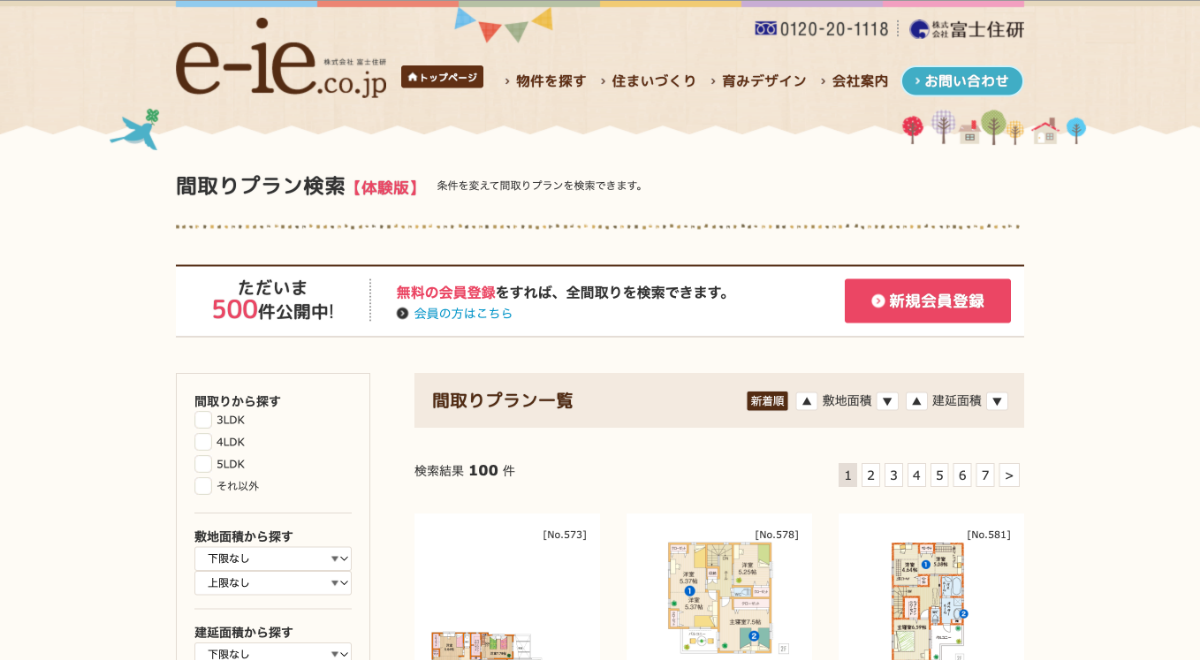 0120-20-1118
株式会社 富士住研
e-ie.co.jp
株式会社 富士住研
トップページ
物件を探す
住まいづくり
育みデザイン
会社案内
お問い合わせ
間取りプラン検索【体験版】
条件を変えて間取りプランを検索できます。
ただいま
500件公開中!
無料の会員登録をすれば、全間取りを検索できます。
会員の方はこちら
新規会員登録
間取りから探す
3LDK
4LDK
5LDK
それ以外
敷地面積から探す
下限なし ▼
上限なし ▼
建延面積から探す
下限なし ▼
間取りプラン一覧
新着順
▲ 敷地面積 ▼
▲ 建延面積 ▼
検索結果 100 件
1 2 3 4 5 6 7 >
[No.573]
[No.578]
洋室
5.37帖
洋室
5.25帖
1
洋室
5.37帖
主寝室7.5帖
2
[No.581]
1
2